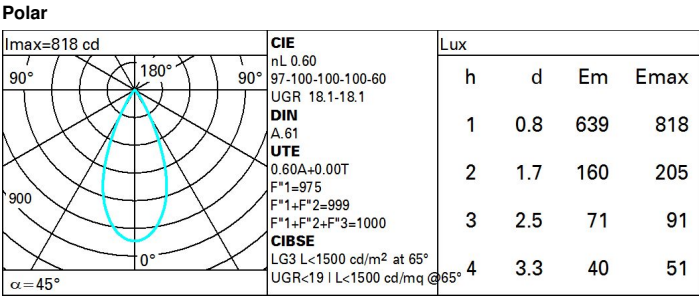 Polar
Imax=818 cd
90°
180°
90°
900
0°
α=45°
CIE
nL 0.60
97-100-100-100-60
UGR 18.1-18.1
DIN
A.61
UTE
0.60A+0.00T
F"1=975
F"1+F"2=999
F"1+F"2+F"3=1000
CIBSE
LG3 L<1500 cd/m² at 65°
UGR<19 | L<1500 cd/mq @65°
Lux
h d Em Emax
1 0.8 639 818
2 1.7 160 205
3 2.5 71 91
4 3.3 40 51